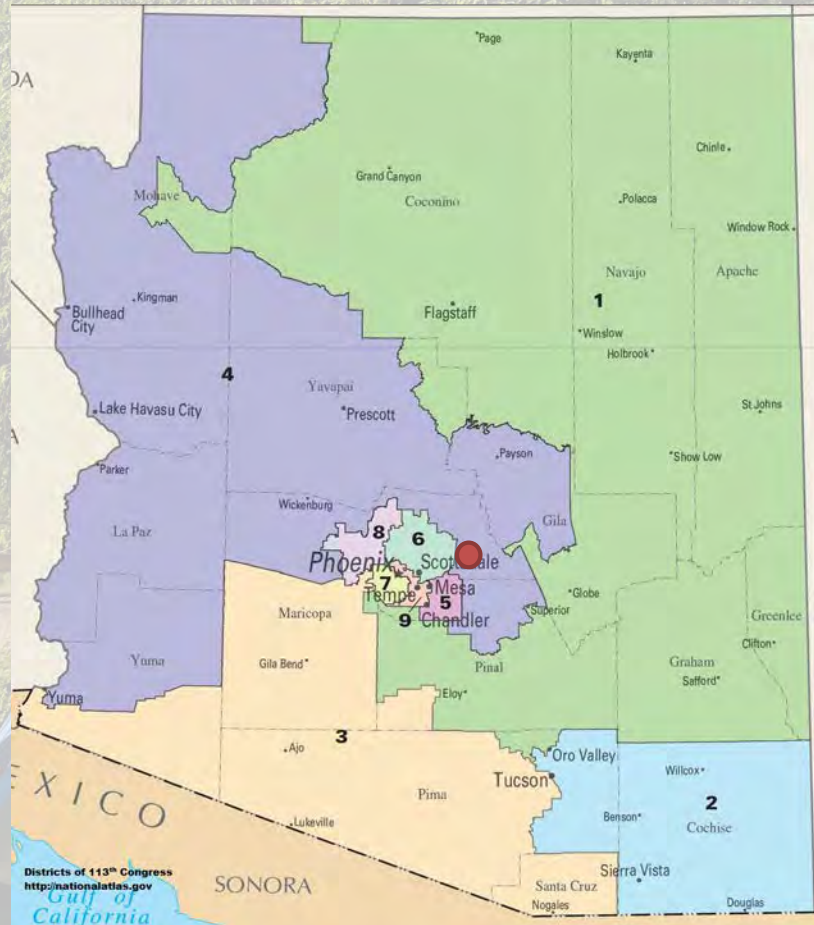 Page
Kayenta
DA
Chinle
Grand Canyon
Mohave
Coconino
Polacca
Window Rock
Navajo
Apache
Kingman
1
Bullhead
City
Flagstaff
Winslow
Holbrook
4
Yavapai
Lake Havasu City
Prescott
St Johns
A
Payson
Show Low
Parker
Wickenburg
Gila
La Paz
8
6
Phoenix
Scottsdale
7
Mesa
Tempe
5
Globe
Superior
Maricopa
9
Chandler
Greenlee
Clifton
Yuma
Gila Bend
Pinal
Graham
Safford
Yuma
Eloy
3
Ajo
Oro Valley
Tucson
Willcox
EXICO
Pima
2
Benson
Cochise
Lukeville
Sierra Vista
Districts of 113th Congress
http://nationalatlas.gov
SONORA
Santa Cruz
Gulf of
California
Nogales
Douglas